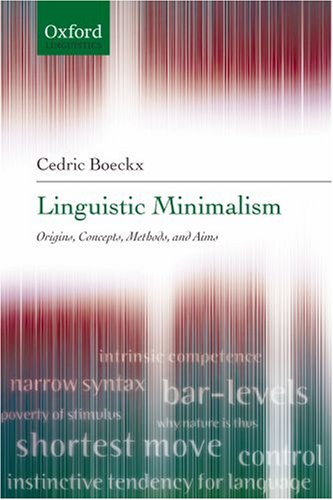 Oxford
LINGUISTICS
Cedric Boeckx
Linguistic Minimalism
Origins, Concepts, Methods, and Aims
intrinsic competence
narrow syntax
bar-levels
poverty of stimulus
why nature is thus
shortest move
control
instinctive tendency for language